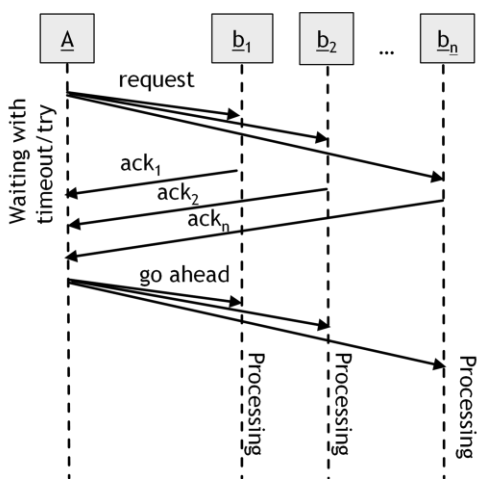 A b₁ b₂ ... bₙ
request
Waiting with
timeout/try
ack₁
ack₂
ackₙ
go ahead
Processing
Processing
Processing